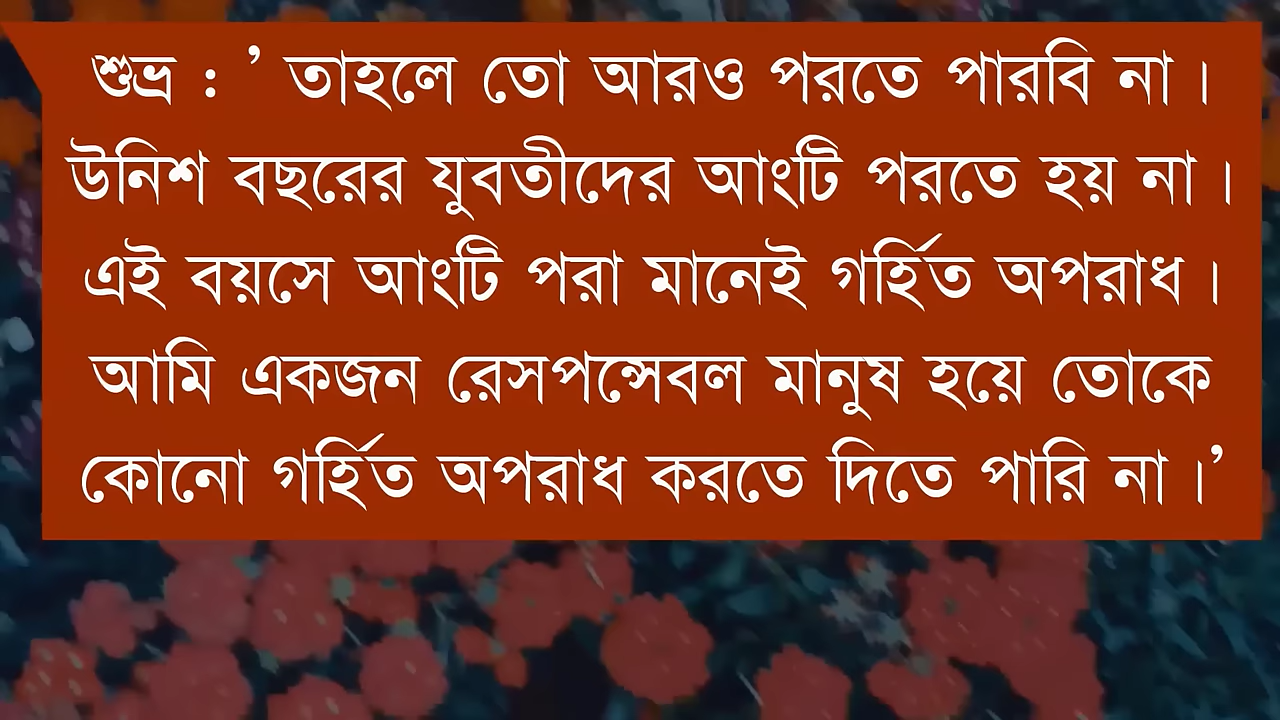 শুভ্র : ’ তাহলে তো আরও পরতে পারবি না ।
উনিশ বছরের যুবতীদের আংটি পরতে হয় না ।
এই বয়সে আংটি পরা মানেই গর্হিত অপরাধ ।
আমি একজন রেসপন্সেবল মানুষ হয়ে তোকে
কোনো গর্হিত অপরাধ করতে দিতে পারি না ।’